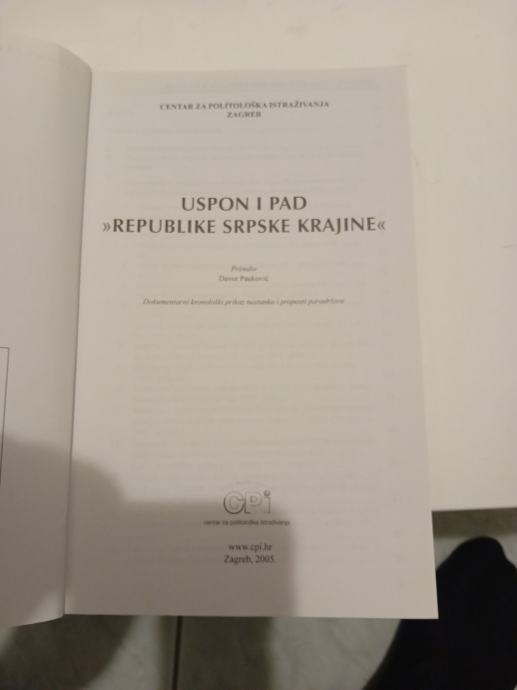 CENTAR ZA POLITOLOŠKA ISTRAŽIVANJA
ZAGREB
USPON I PAD
»REPUBLIKE SRPSKE KRAJINE«
Priredio
Davor Pauković
Dokumentarni kronološki prikaz nastanka i propasti paradržave
CPi
centar za politološka istraživanja
www.cpi.hr
Zagreb, 2005.